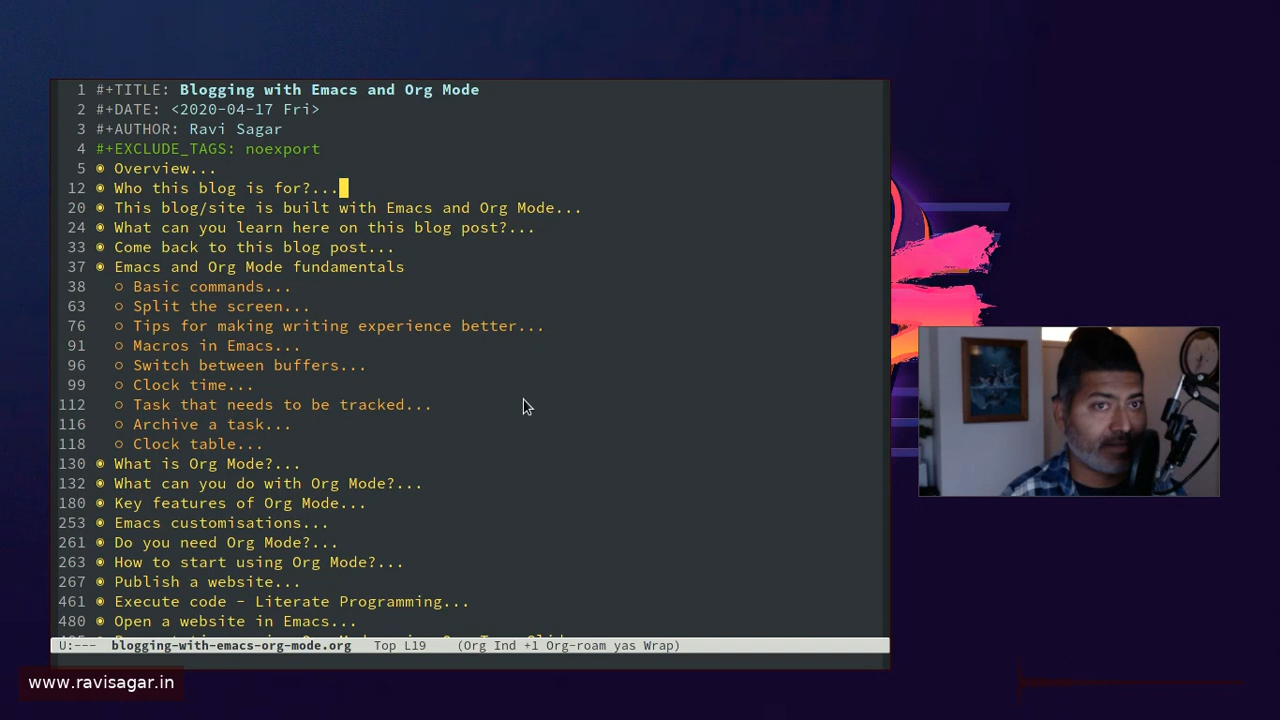 1 #+TITLE: Blogging with Emacs and Org Mode
2 #+DATE: <2020-04-17 Fri>
3 #+AUTHOR: Ravi Sagar
4 #+EXCLUDE_TAGS: noexport
5 ◉ Overview...
12 ◉ Who this blog is for?...
20 ◉ This blog/site is built with Emacs and Org Mode...
24 ◉ What can you learn here on this blog post?...
33 ◉ Come back to this blog post...
37 ◉ Emacs and Org Mode fundamentals
38 ○ Basic commands...
63 ○ Split the screen...
76 ○ Tips for making writing experience better...
91 ○ Macros in Emacs...
96 ○ Switch between buffers...
99 ○ Clock time...
112 ○ Task that needs to be tracked...
116 ○ Archive a task...
118 ○ Clock table...
130 ◉ What is Org Mode?...
132 ◉ What can you do with Org Mode?...
180 ◉ Key features of Org Mode...
253 ◉ Emacs customisations...
261 ◉ Do you need Org Mode?...
263 ◉ How to start using Org Mode?...
267 ◉ Publish a website...
461 ◉ Execute code - Literate Programming...
480 ◉ Open a website in Emacs...
U:--- blogging-with-emacs-org-mode.org Top L19 (Org Ind +1 Org-roam yas Wrap)
www.ravisagar.in